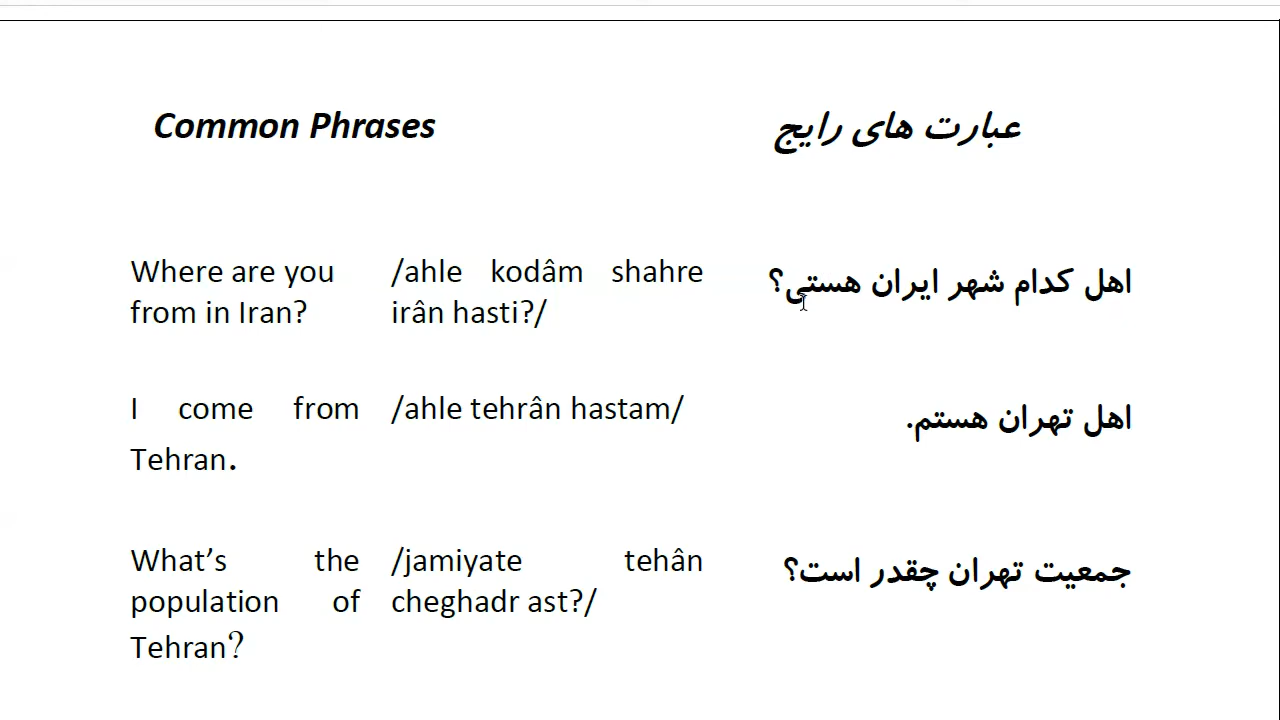 Common Phrases
عبارت های رایج
Where are you
from in Iran?
/ahle kodâm shahre
irân hasti?/
اهل کدام شهر ایران هستی؟
I come from
Tehran.
/ahle tehrân hastam/
اهل تهران هستم.
What’s the
population of
Tehran?
/jamiyate tehân
cheghadr ast?/
جمعیت تهران چقدر است؟